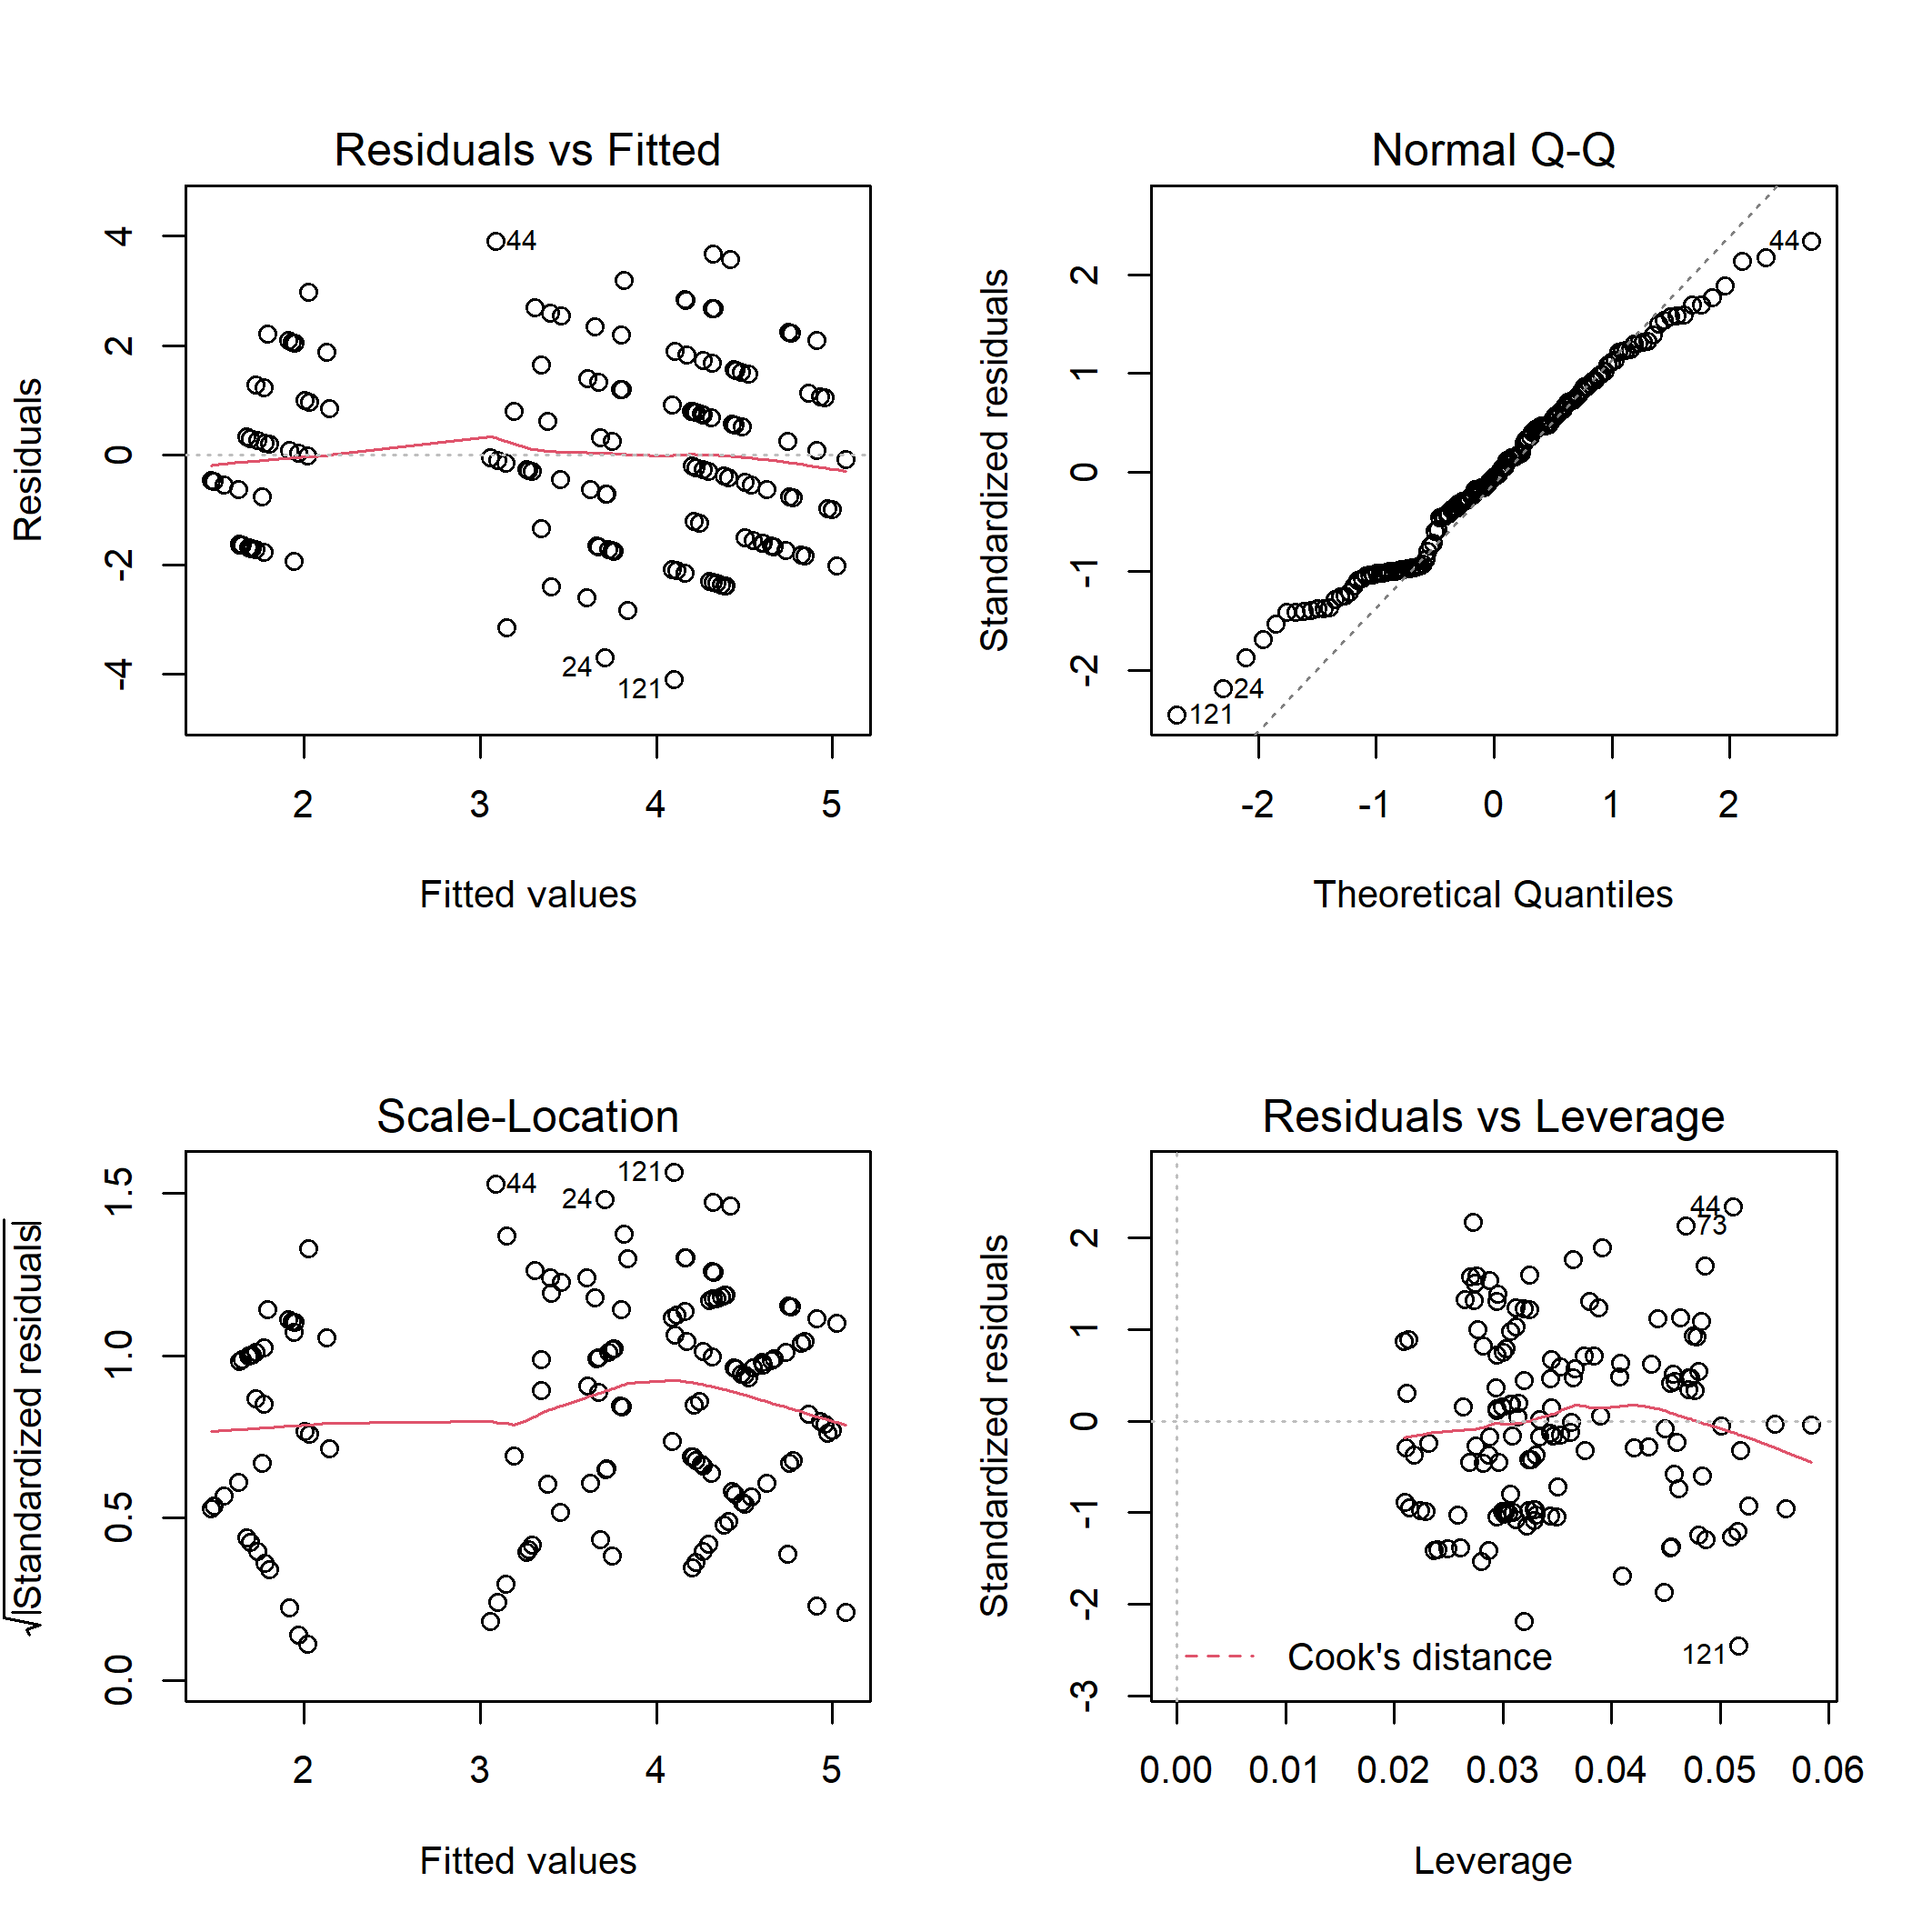 Residuals vs Fitted
Residuals
4
2
0
-2
-4
44
24
121
2 3 4 5
Fitted values
Normal Q-Q
Standardized residuals
2
1
0
-1
-2
44
24
121
-2 -1 0 1 2
Theoretical Quantiles
Scale-Location
√|Standardized residuals|
1.5
1.0
0.5
0.0
44
24
121
2 3 4 5
Fitted values
Residuals vs Leverage
Standardized residuals
2
1
0
-1
-2
-3
44
73
121
Cook's distance
0.00 0.01 0.02 0.03 0.04 0.05 0.06
Leverage